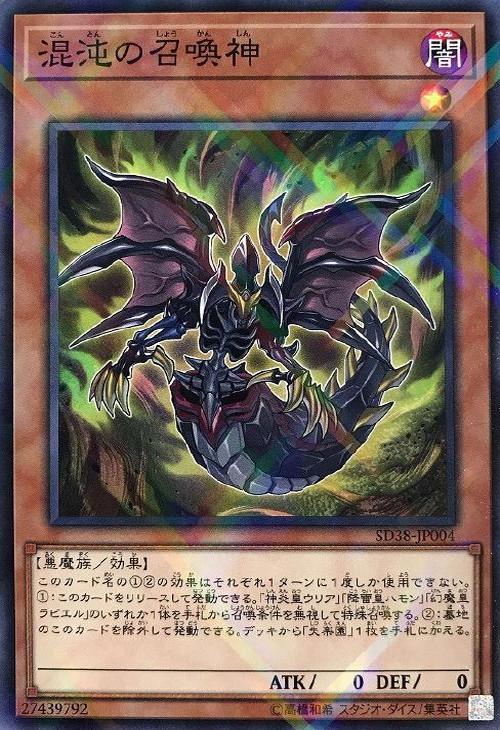 混沌の召喚神
闇
SD38-JP004
【悪魔族/効果】
このカード名の①②の効果はそれぞれ1ターンに1度しか使用できない。
①:このカードをリリースして発動できる。「神炎皇ウリア」「降雷皇ハモン」「幻魔皇
ラビエル」のいずれか1体を手札から召喚条件を無視して特殊召喚する。②:墓地
のこのカードを除外して発動できる。デッキから「失楽園」1枚を手札に加える。
ATK/ 0 DEF/ 0
27439792 ©高橋和希 スタジオ・ダイス/集英社